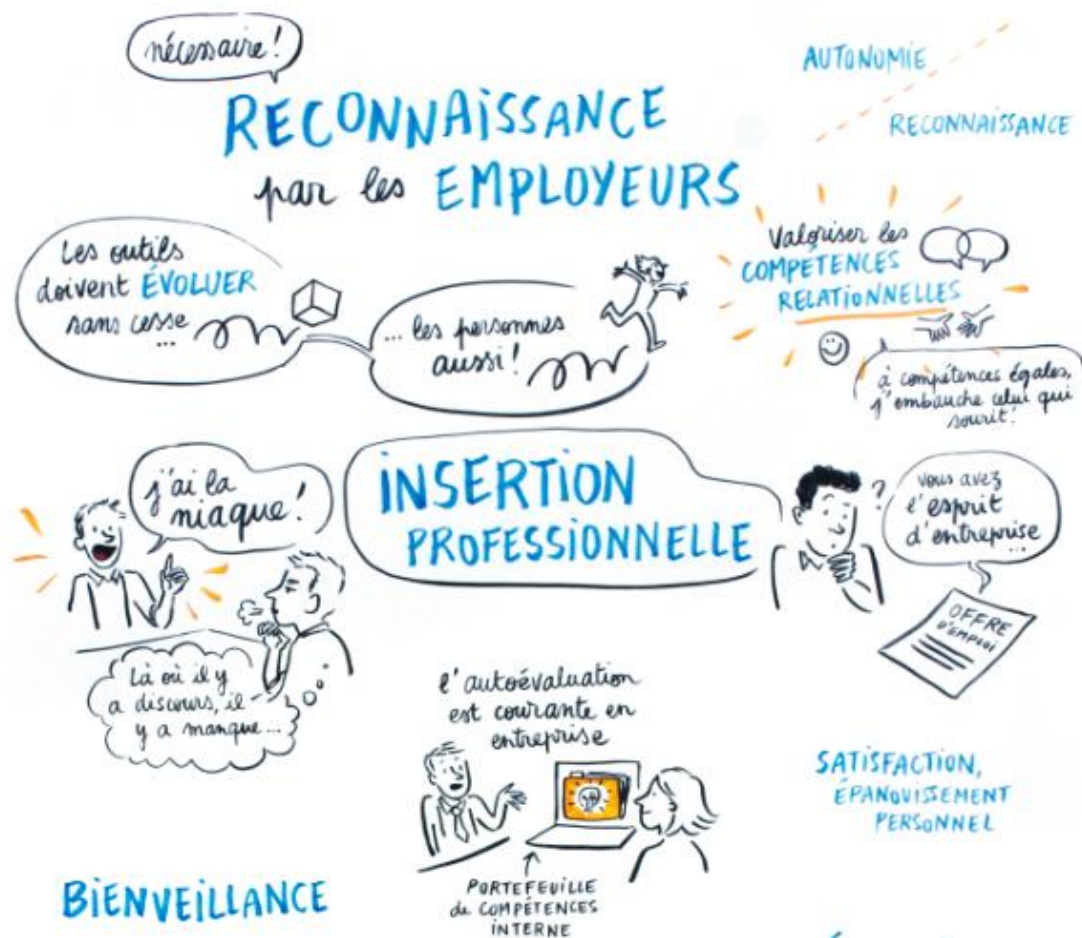 nécessaire !
RECONNAiSSANCE
par les EMPLOYEURS
AUTONOMIE
RECONNAISSANCE
Les outils
doivent ÉVOLUER
sans cesse
...
... les personnes
aussi !
Valoriser les
COMPÉTENCES
RELATIONNELLES
à compétences égales,
j'embauche celui qui
sourit !
j'ai la
niaque !
iNSERTION
PROFESSIONNELLE
?
vous avez
l'esprit
d'entreprise
...
OFFRE
D'EMPLOI
Là où il y
a discours, il
y a manque...
l'autoévaluation
est courante en
entreprise
PORTEFEUILLE
de COMPÉTENCES
INTERNE
SATISFACTION,
ÉPANOUISSEMENT
PERSONNEL
BiENVEiLLANCE